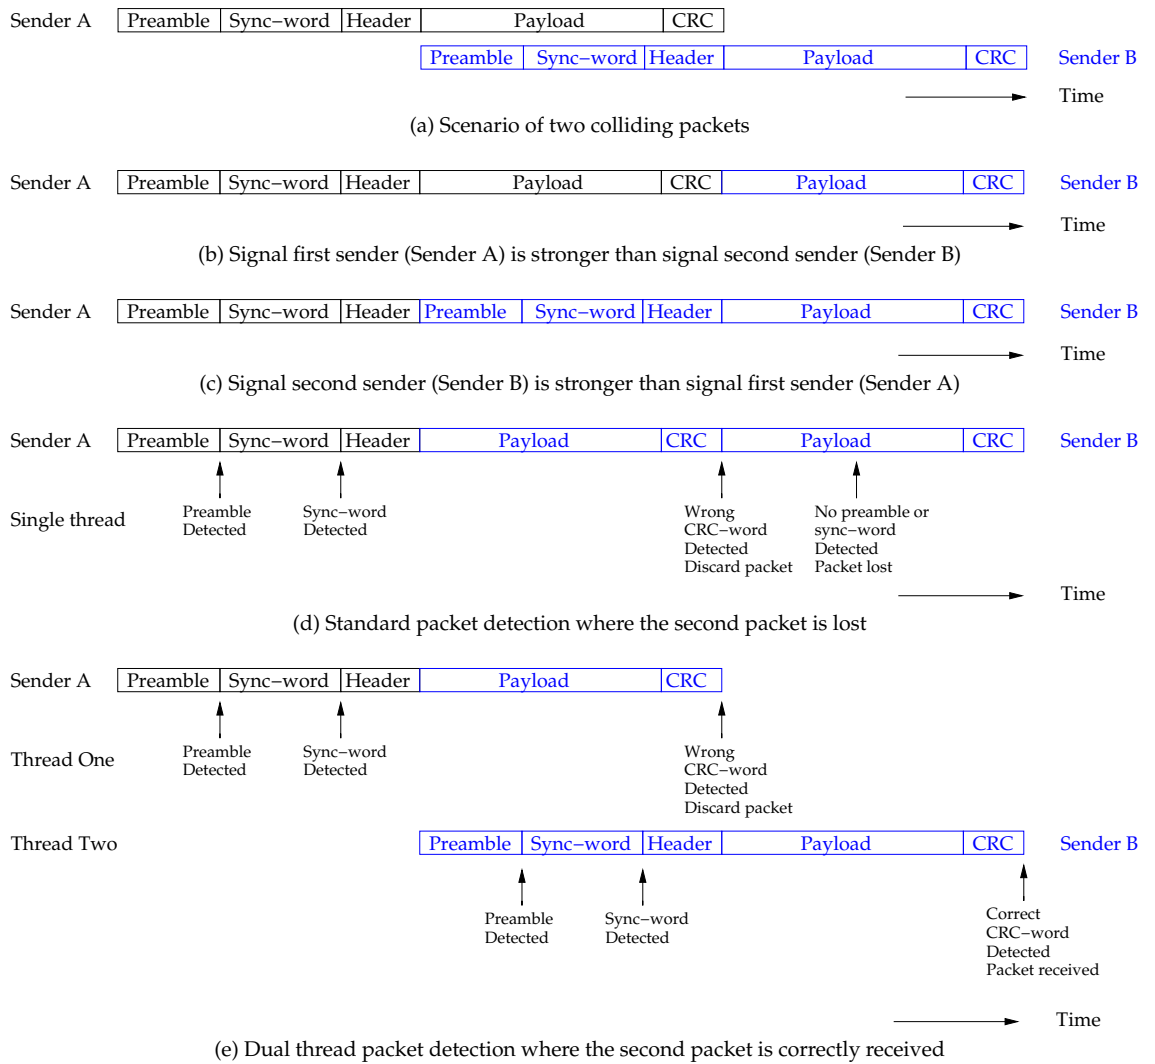 Sender A Preamble Sync−word Header Payload CRC
Preamble Sync−word Header Payload CRC Sender B
Time
(a) Scenario of two colliding packets
Sender A Preamble Sync−word Header Payload CRC Payload CRC Sender B
Time
(b) Signal first sender (Sender A) is stronger than signal second sender (Sender B)
Sender A Preamble Sync−word Header Preamble Sync−word Header Payload CRC Sender B
Time
(c) Signal second sender (Sender B) is stronger than signal first sender (Sender A)
Sender A Preamble Sync−word Header Payload CRC Payload CRC Sender B
Single thread
Preamble
Detected
Sync−word
Detected
Wrong
CRC−word
Detected
Discard packet
No preamble or
sync−word
Detected
Packet lost
Time
(d) Standard packet detection where the second packet is lost
Sender A Preamble Sync−word Header Payload CRC
Thread One
Preamble
Detected
Sync−word
Detected
Wrong
CRC−word
Detected
Discard packet
Thread Two Preamble Sync−word Header Payload CRC Sender B
Preamble
Detected
Sync−word
Detected
Correct
CRC−word
Detected
Packet received
Time
(e) Dual thread packet detection where the second packet is correctly received